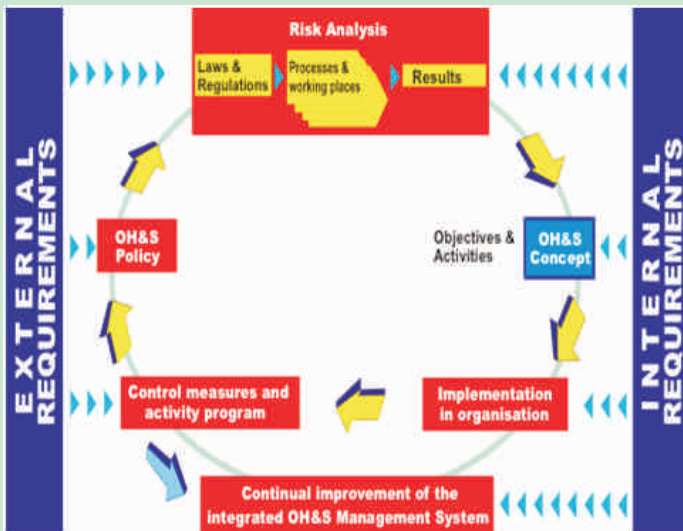 Risk Analysis
Laws &
Regulations
Processes &
working places
Results
EXTERNAL
REQUIREMENTS
INTERNAL
REQUIREMENTS
OH&S
Policy
Objectives &
Activities
OH&S
Concept
Control measures and
activity program
Implementation
in organisation
Continual improvement of the
integrated OH&S Management System